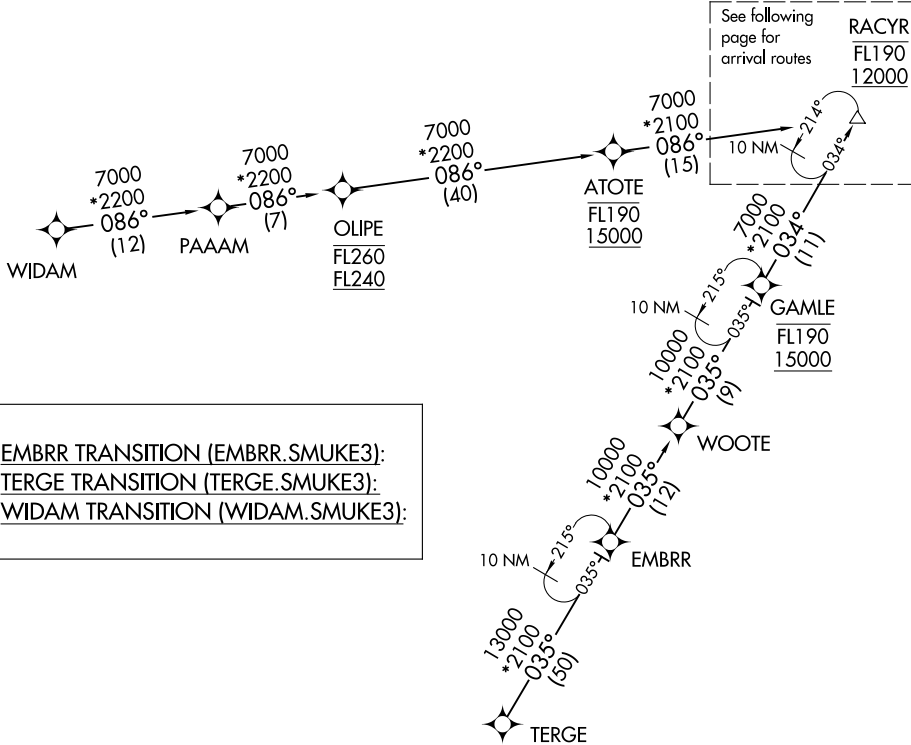 See following
page for
arrival routes
RACYR
FL190
12000
214°
10 NM
034°
7000
*2100
086°
(15)
7000
*2200
086°
(40)
7000
*2200
086°
(7)
7000
*2200
086°
(12)
WIDAM
PAAAM
OLIPE
FL260
FL240
ATOTE
FL190
15000
7000
*2100
034°
(11)
215°
10 NM
035°
GAMLE
FL190
15000
10000
*2100
035°
(9)
WOOTE
10000
*2100
035°
(12)
EMBRR TRANSITION (EMBRR.SMUKE3):
TERGE TRANSITION (TERGE.SMUKE3):
WIDAM TRANSITION (WIDAM.SMUKE3):
215°
10 NM
035°
EMBRR
13000
*2100
035°
(50)
TERGE